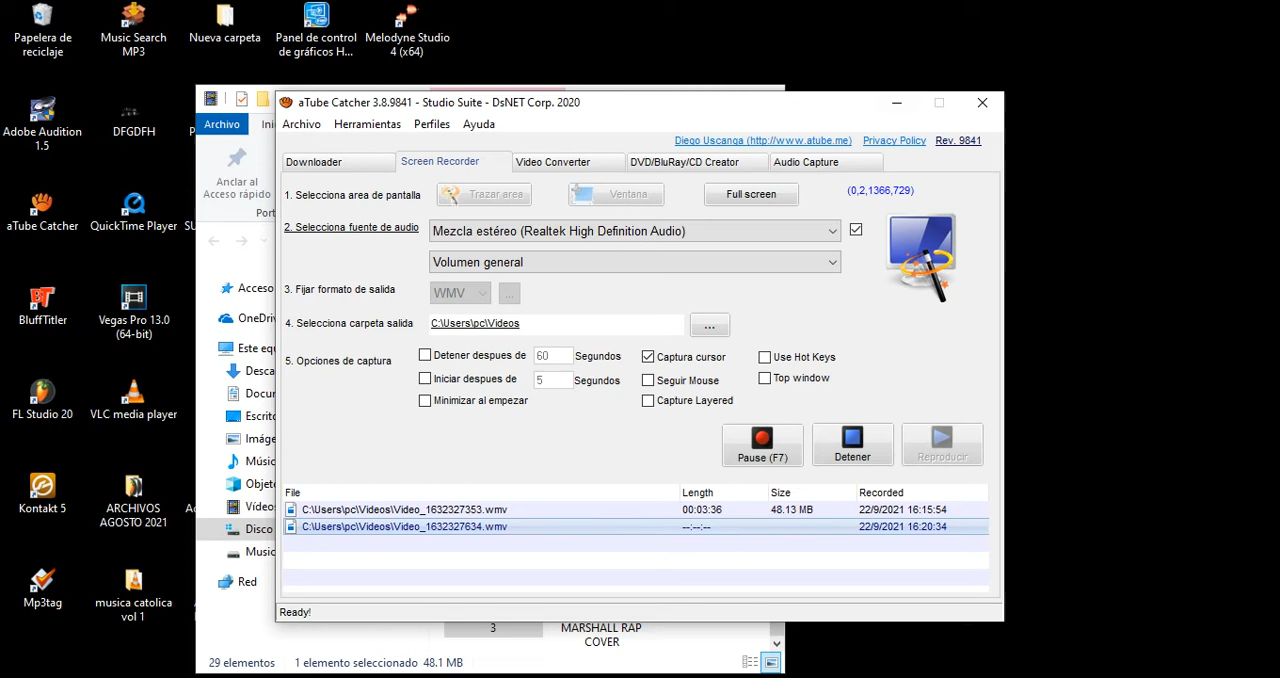 Papelera de
reciclaje
Music Search
MP3
Nueva carpeta
Panel de control
de gráficos H...
Melodyne Studio
4 (x64)
Adobe Audition
1.5
DFGDFH
P
aTube Catcher
QuickTime Player
SU
BluffTitler
Vegas Pro 13.0
(64-bit)
FL Studio 20
VLC media player
Kontakt 5
ARCHIVOS
AGOSTO 2021
Mp3tag
musica catolica
vol 1
Archivo
Ini
Anclar al
Acceso rápido
Port
Acceso
OneDriv
Este equ
Descar
Docum
Escrito
Imáge
Músic
Objeto
Vídeo
Disco
Music
Red
3
MARSHALL RAP
COVER
29 elementos
1 elemento seleccionado 48.1 MB
aTube Catcher 3.8.9841 - Studio Suite - DsNET Corp. 2020
Archivo Herramientas Perfiles Ayuda
Diego Uscanga (http://www.atube.me) Privacy Policy Rev. 9841
Downloader Screen Recorder Video Converter DVD/BluRay/CD Creator Audio Capture
1. Selecciona area de pantalla Trazar area Ventana Full screen (0,2,1366,729)
2. Selecciona fuente de audio Mezcla estéreo (Realtek High Definition Audio)
Volumen general
3. Fijar formato de salida WMV ...
4. Selecciona carpeta salida C:\Users\pc\Videos ...
5. Opciones de captura
Detener despues de 60 Segundos Captura cursor Use Hot Keys
Iniciar despues de 5 Segundos Seguir Mouse Top window
Minimizar al empezar Capture Layered
Pause (F7) Detener Reproducir
File Length Size Recorded
C:\Users\pc\Videos\Video_1632327353.wmv 00:03:36 48.13 MB 22/9/2021 16:15:54
C:\Users\pc\Videos\Video_1632327634.wmv --:--:-- 22/9/2021 16:20:34
Ready!